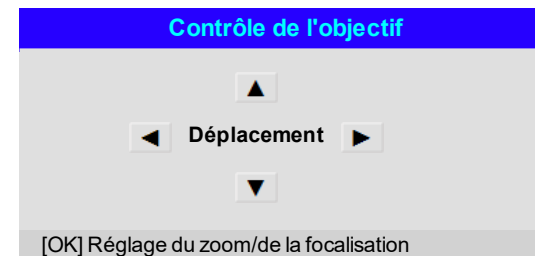 Contrôle de l'objectif
Déplacement
[OK] Réglage du zoom/de la focalisation